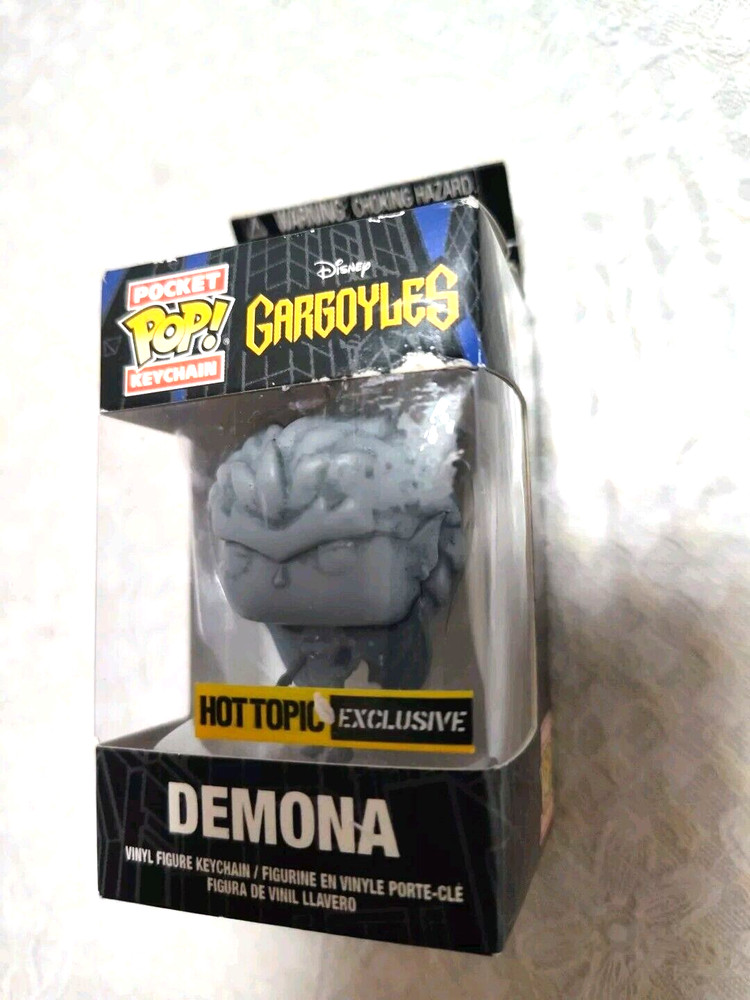 WARNING: CHOKING HAZARD.
POCKET
POP!
KEYCHAIN
Disney
GARGOYLES
HOT TOPIC EXCLUSIVE
DEMONA
VINYL FIGURE KEYCHAIN / FIGURINE EN VINYLE PORTE-CLÉ
FIGURA DE VINIL LLAVERO